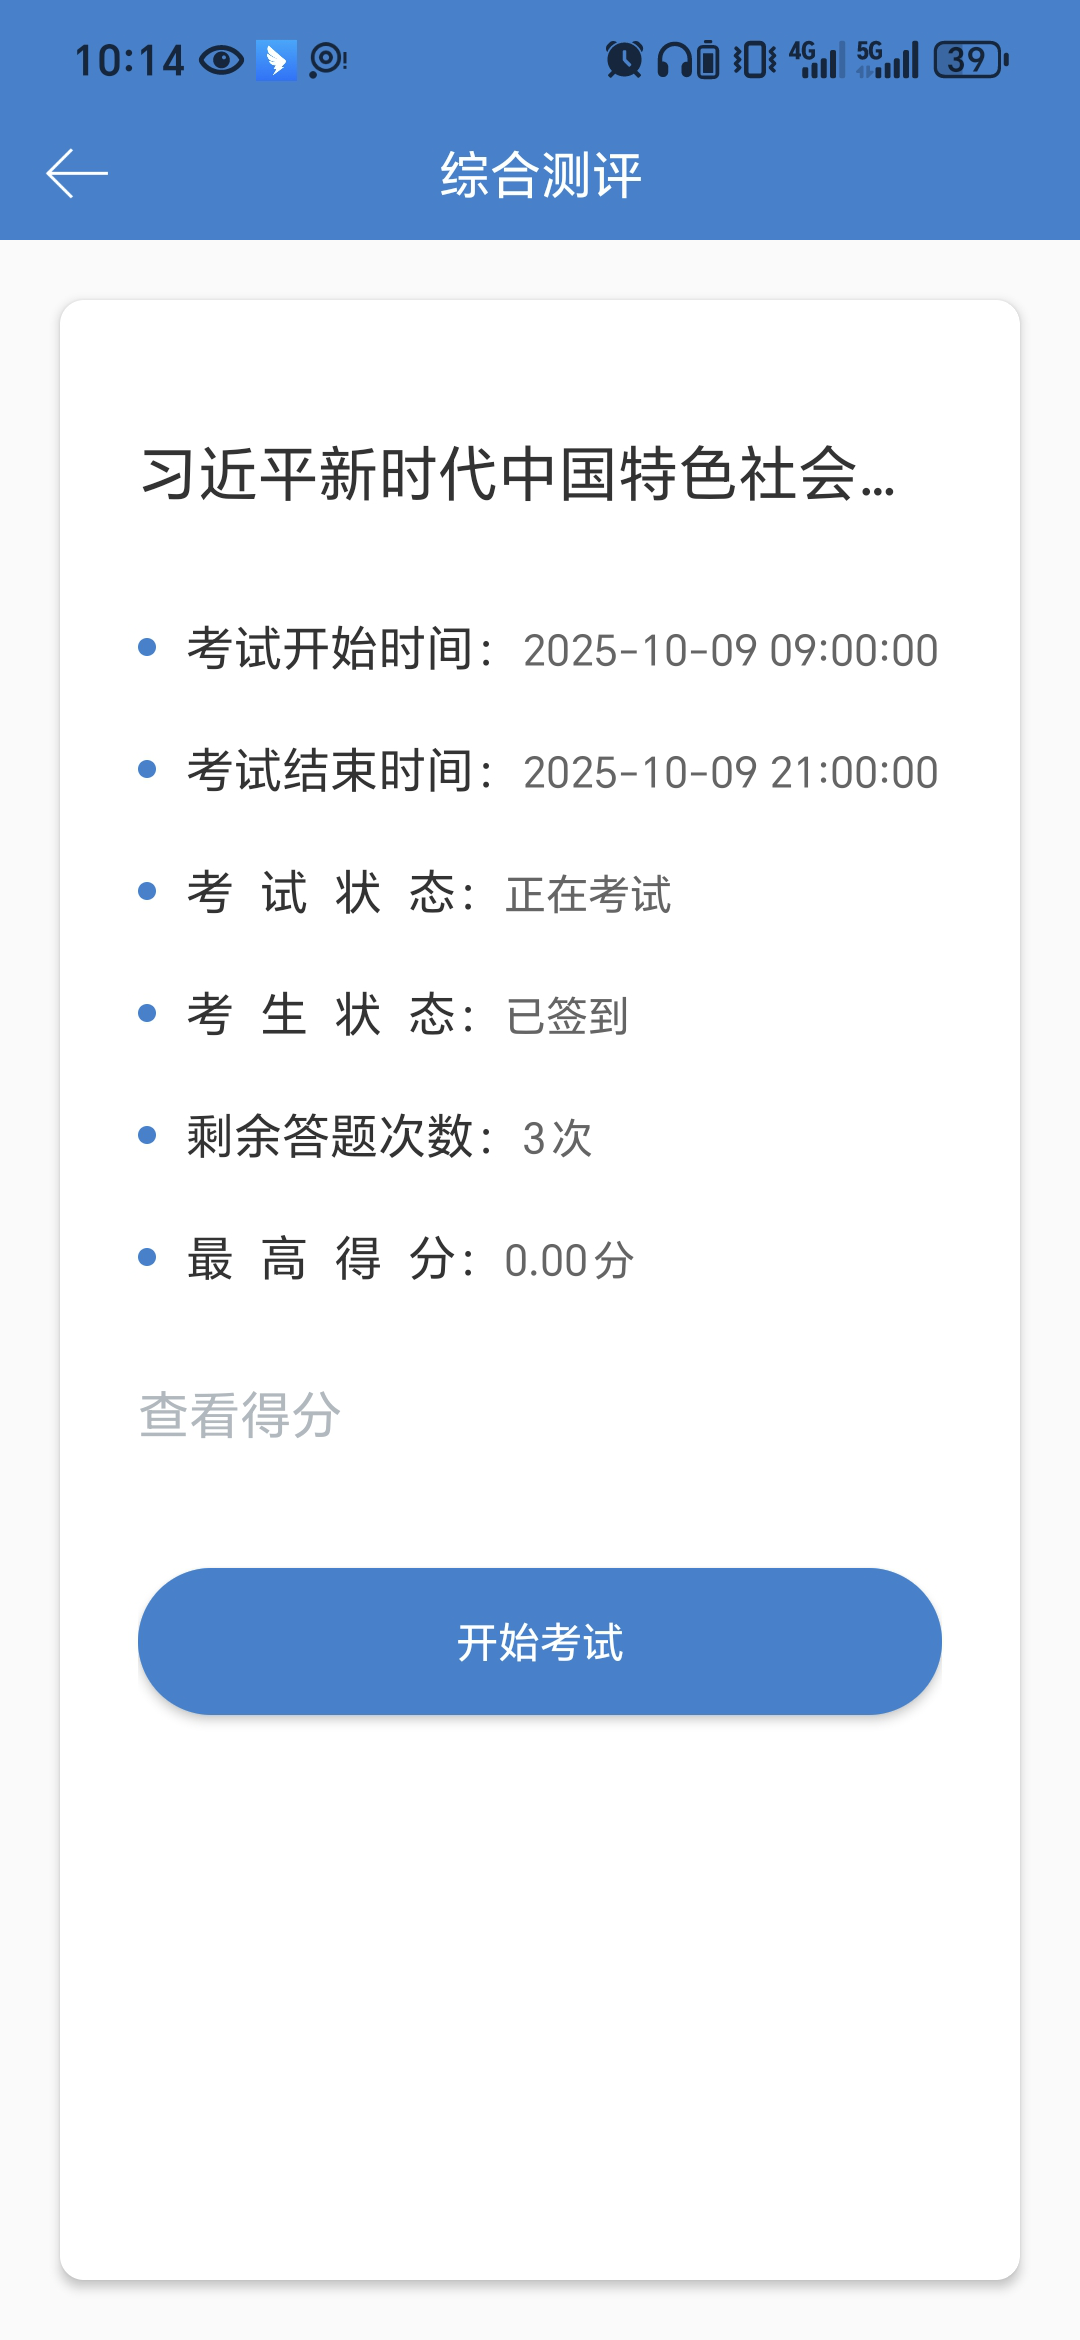 10:14 4G 5G 39
综合测评
习近平新时代中国特色社会...
考试开始时间: 2025-10-09 09:00:00
考试结束时间: 2025-10-09 21:00:00
考试状态: 正在考试
考生状态: 已签到
剩余答题次数: 3次
最高得分: 0.00分
查看得分
开始考试